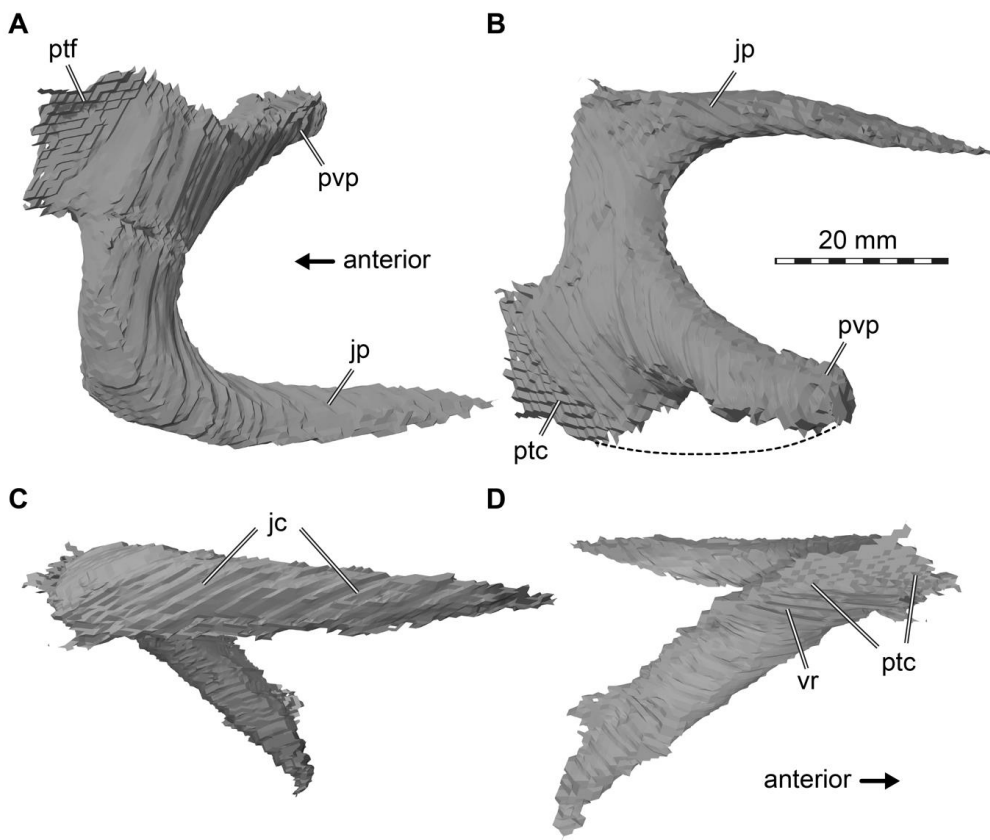 A
ptf
pvp
anterior
jp
B
jp
20 mm
pvp
ptc
C
jc
D
ptc
vr
anterior